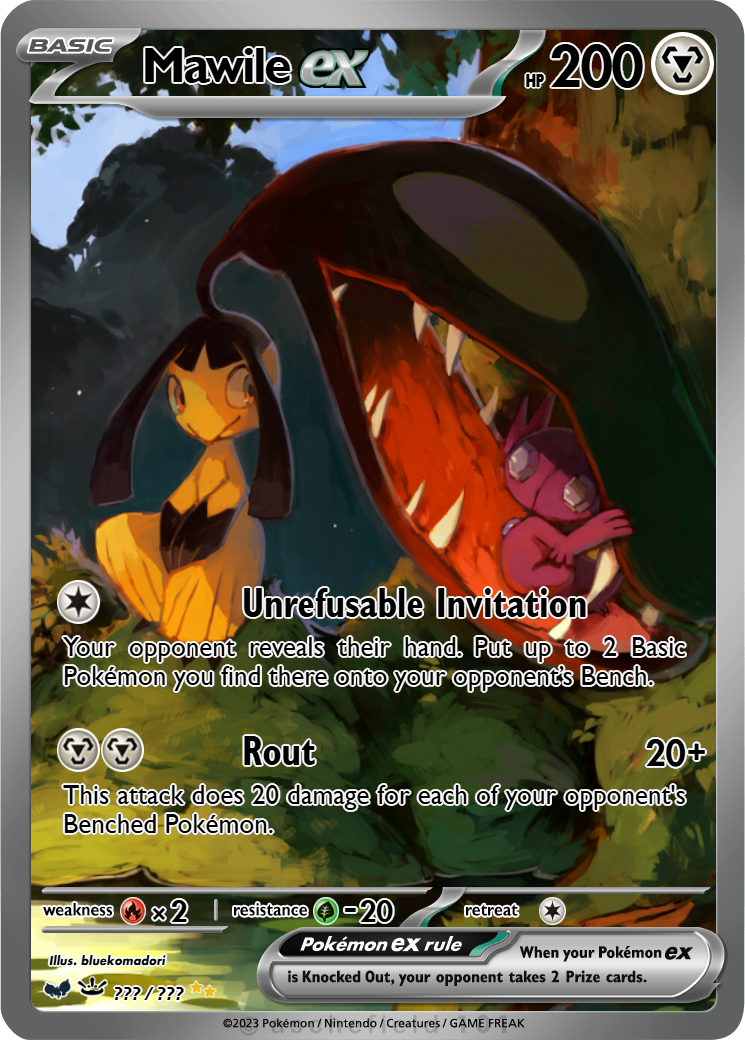 BASIC
Mawile ex HP 200
Unrefusable Invitation
Your opponent reveals their hand. Put up to 2 Basic
Pokémon you find there onto your opponent's Bench.
Rout 20+
This attack does 20 damage for each of your opponent's
Benched Pokémon.
weakness ×2 resistance -20 retreat
Pokémon ex rule
When your Pokémon ex
is Knocked Out, your opponent takes 2 Prize cards.
Illus. bluekomadori
??? / ???
©2023 Pokémon / Nintendo / Creatures / GAME FREAK